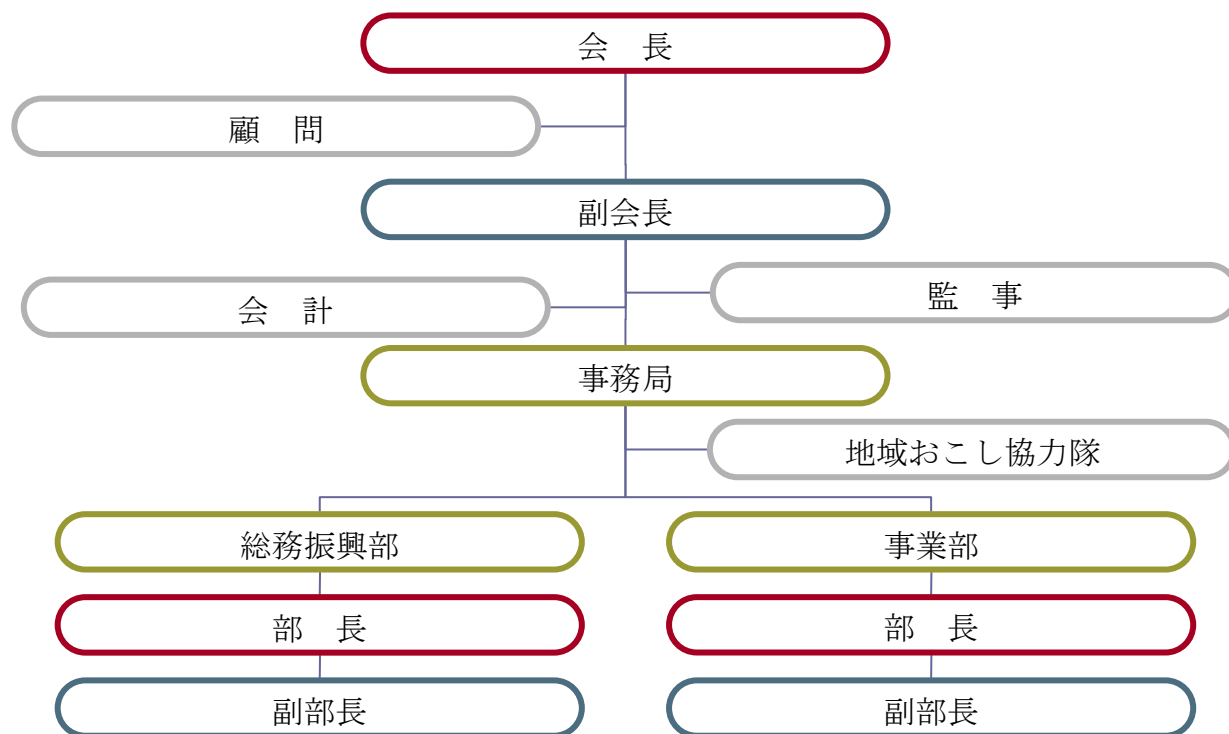 会　長
顧　問
副会長
監　事
会　計
事務局
地域おこし協力隊
総務振興部
事業部
部　長
部　長
副部長
副部長